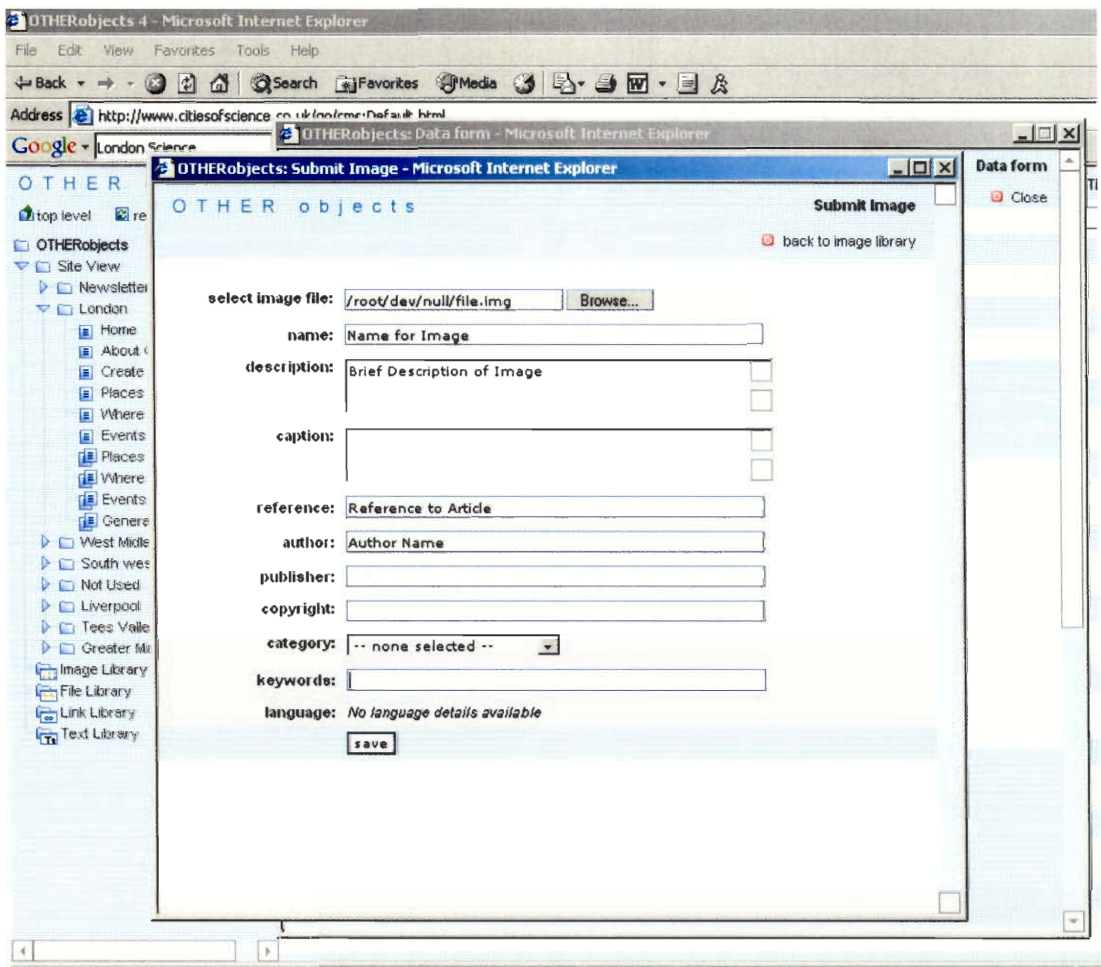 OTHERobjects 4 - Microsoft Internet Explorer
File Edit View Favorites Tools Help
Back Search Favorites Media
Address http://www.citiesofscience.co.uk/go/cms:Default.html
OTHERobjects: Data form - Microsoft Internet Explorer
Google London Science
OTHERobjects: Submit Image - Microsoft Internet Explorer
Data form
Close
OTHER
top level re
OTHER objects
Submit Image
back to image library
OTHERobjects
Site View
Newsletter
London
Home
About
Create
Places
Where
Events
Places
Where
Events
Genera
West Midla
South wes
Not Used
Liverpool
Tees Valle
Greater Ma
Image Library
File Library
Link Library
Text Library
select image file: /root/dev/null/file.img Browse...
name: Name for Image
description: Brief Description of Image
caption:
reference: Reference to Article
author: Author Name
publisher:
copyright:
category: -- none selected --
keywords:
language: No language details available
save